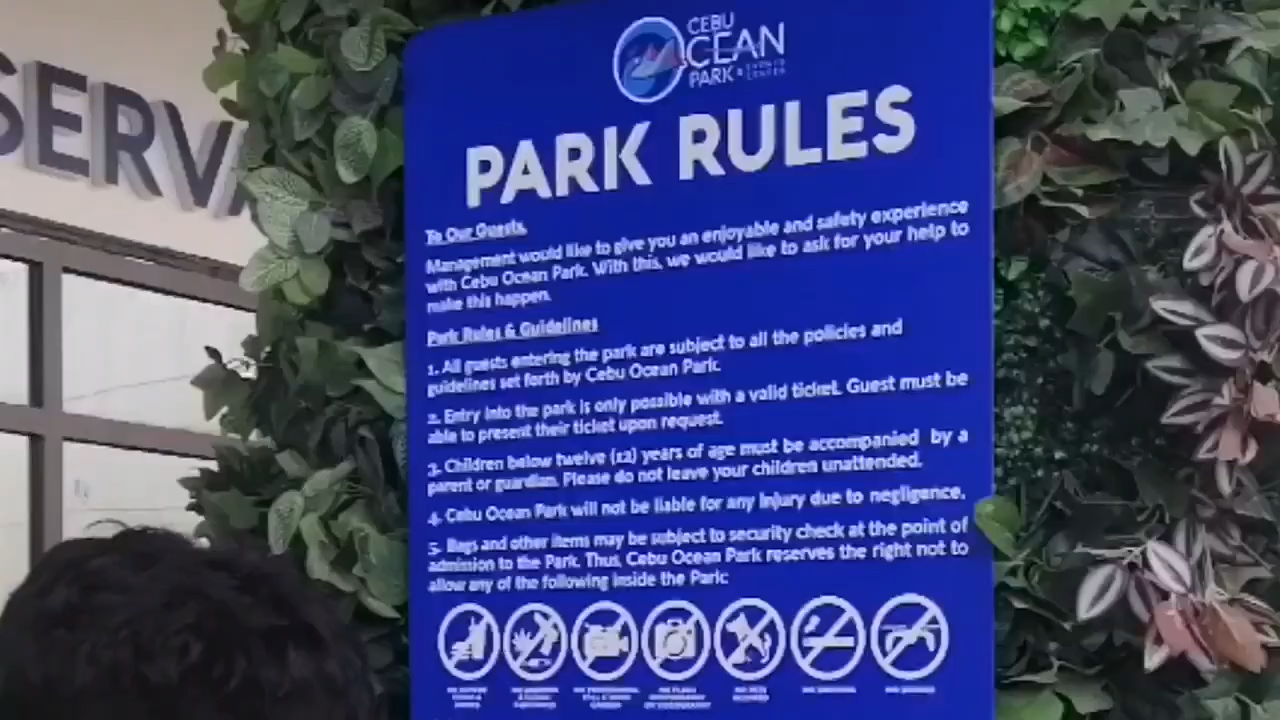 SERVA
CEBU
OCEAN
PARK & EVENTS
CENTER
PARK RULES
To Our Guests,
Management would like to give you an enjoyable and safety experience
with Cebu Ocean Park. With this, we would like to ask for your help to
make this happen.
Park Rules & Guidelines
1. All guests entering the park are subject to all the policies and
guidelines set forth by Cebu Ocean Park.
2. Entry into the park is only possible with a valid ticket. Guest must be
able to present their ticket upon request.
3. Children below twelve (12) years of age must be accompanied by a
parent or guardian. Please do not leave your children unattended.
4. Cebu Ocean Park will not be liable for any injury due to negligence.
5. Bags and other items may be subject to security check at the point of
admission to the Park. Thus, Cebu Ocean Park reserves the right not to
allow any of the following inside the Park: